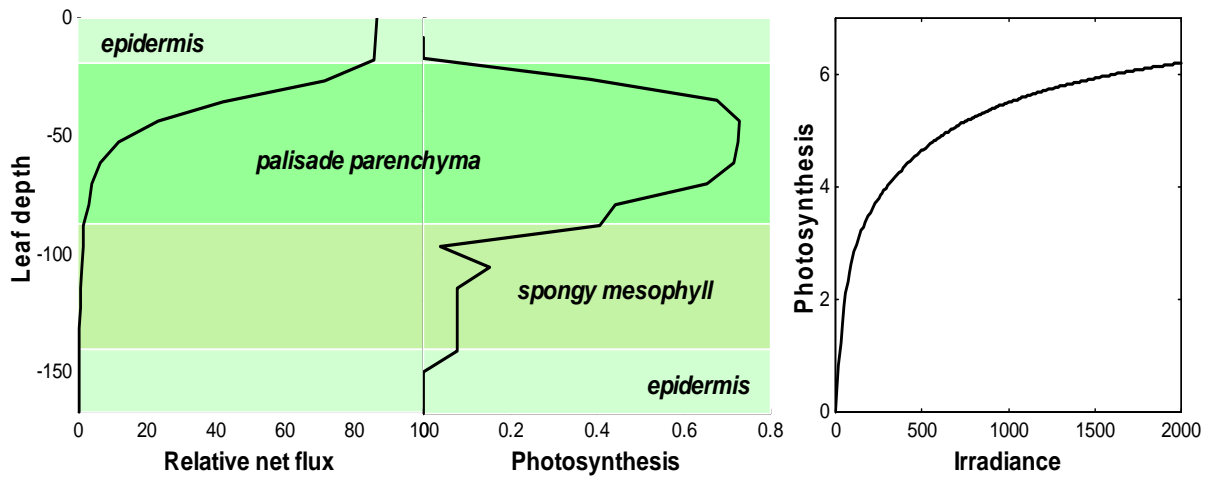 0
-50
-100
-150
Leaf depth
epidermis
palisade parenchyma
spongy mesophyll
epidermis
0 20 40 60 80 100
0.2 0.4 0.6 0.8
Relative net flux
Photosynthesis
6
4
2
0
Photosynthesis
0 500 1000 1500 2000
Irradiance